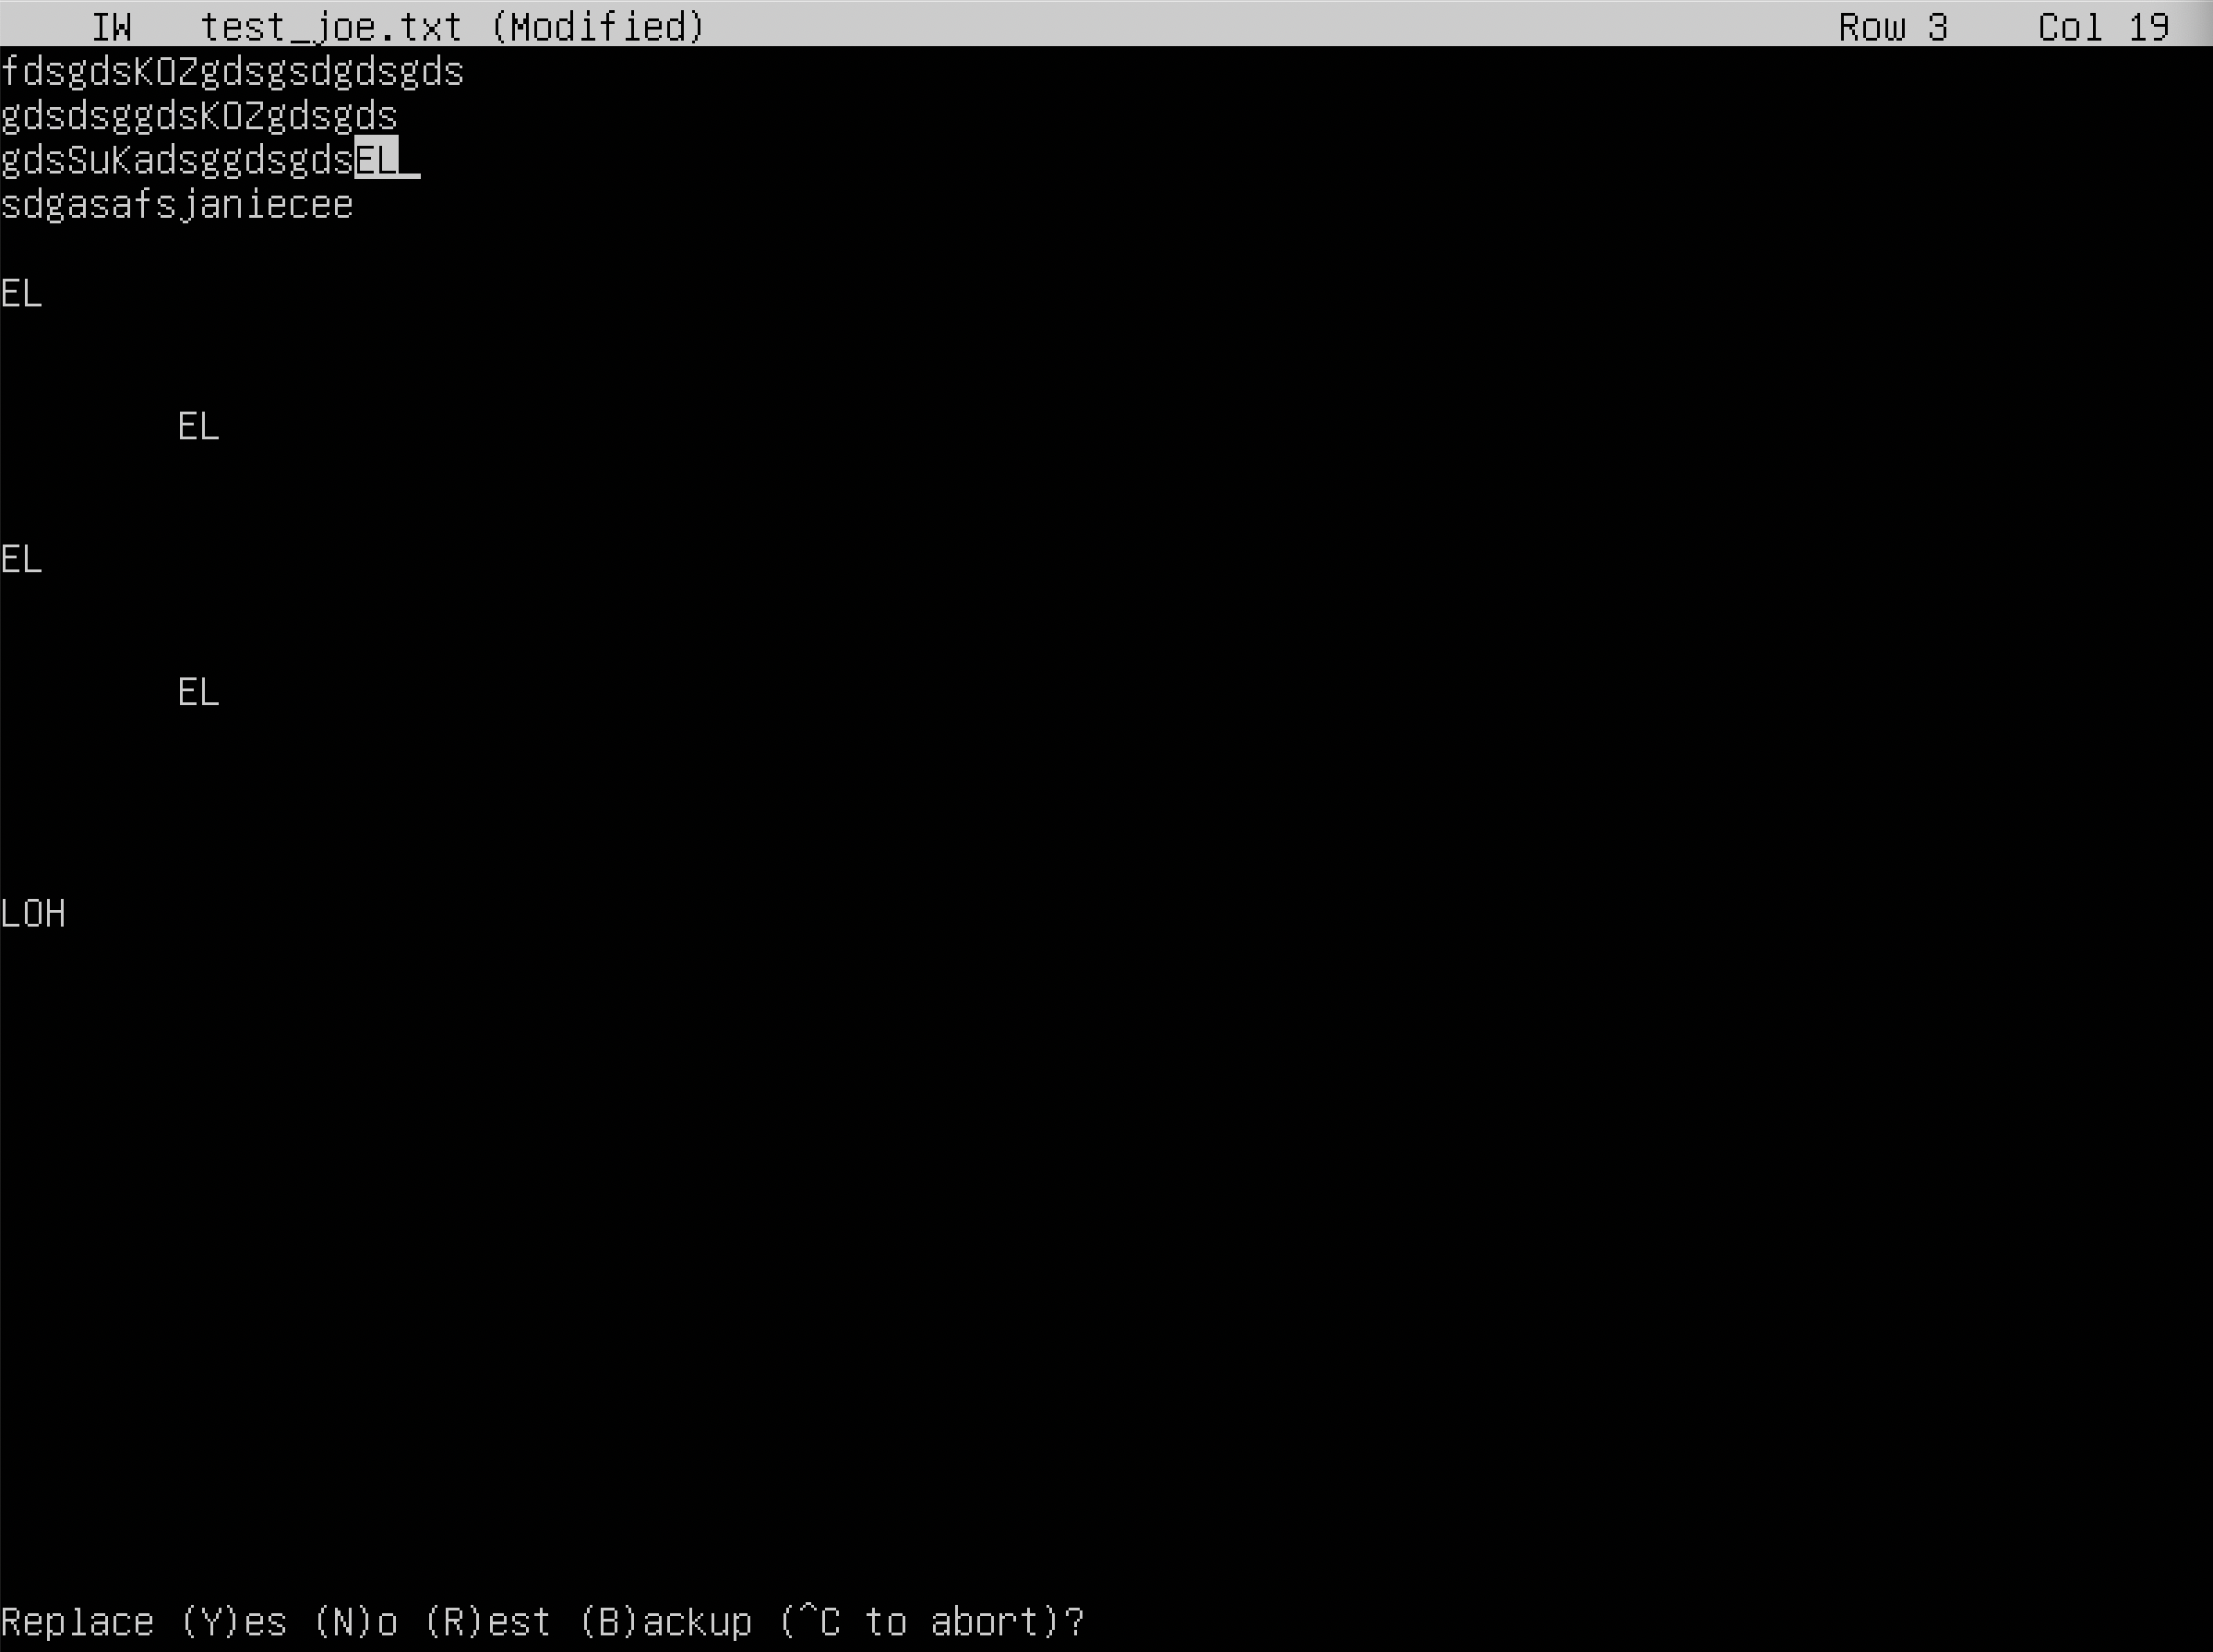 IW test_joe.txt (Modified) Row 3 Col 19
fdsgdsKOZgdsgsdgdsgds
gdsdsggdsKOZgdsgds
gdsSuKadsggdsgdsEL
sdgasafsjaniecee
EL
EL
EL
EL
LOH
Replace (Y)es (N)o (R)est (B)ackup (^C to abort)?